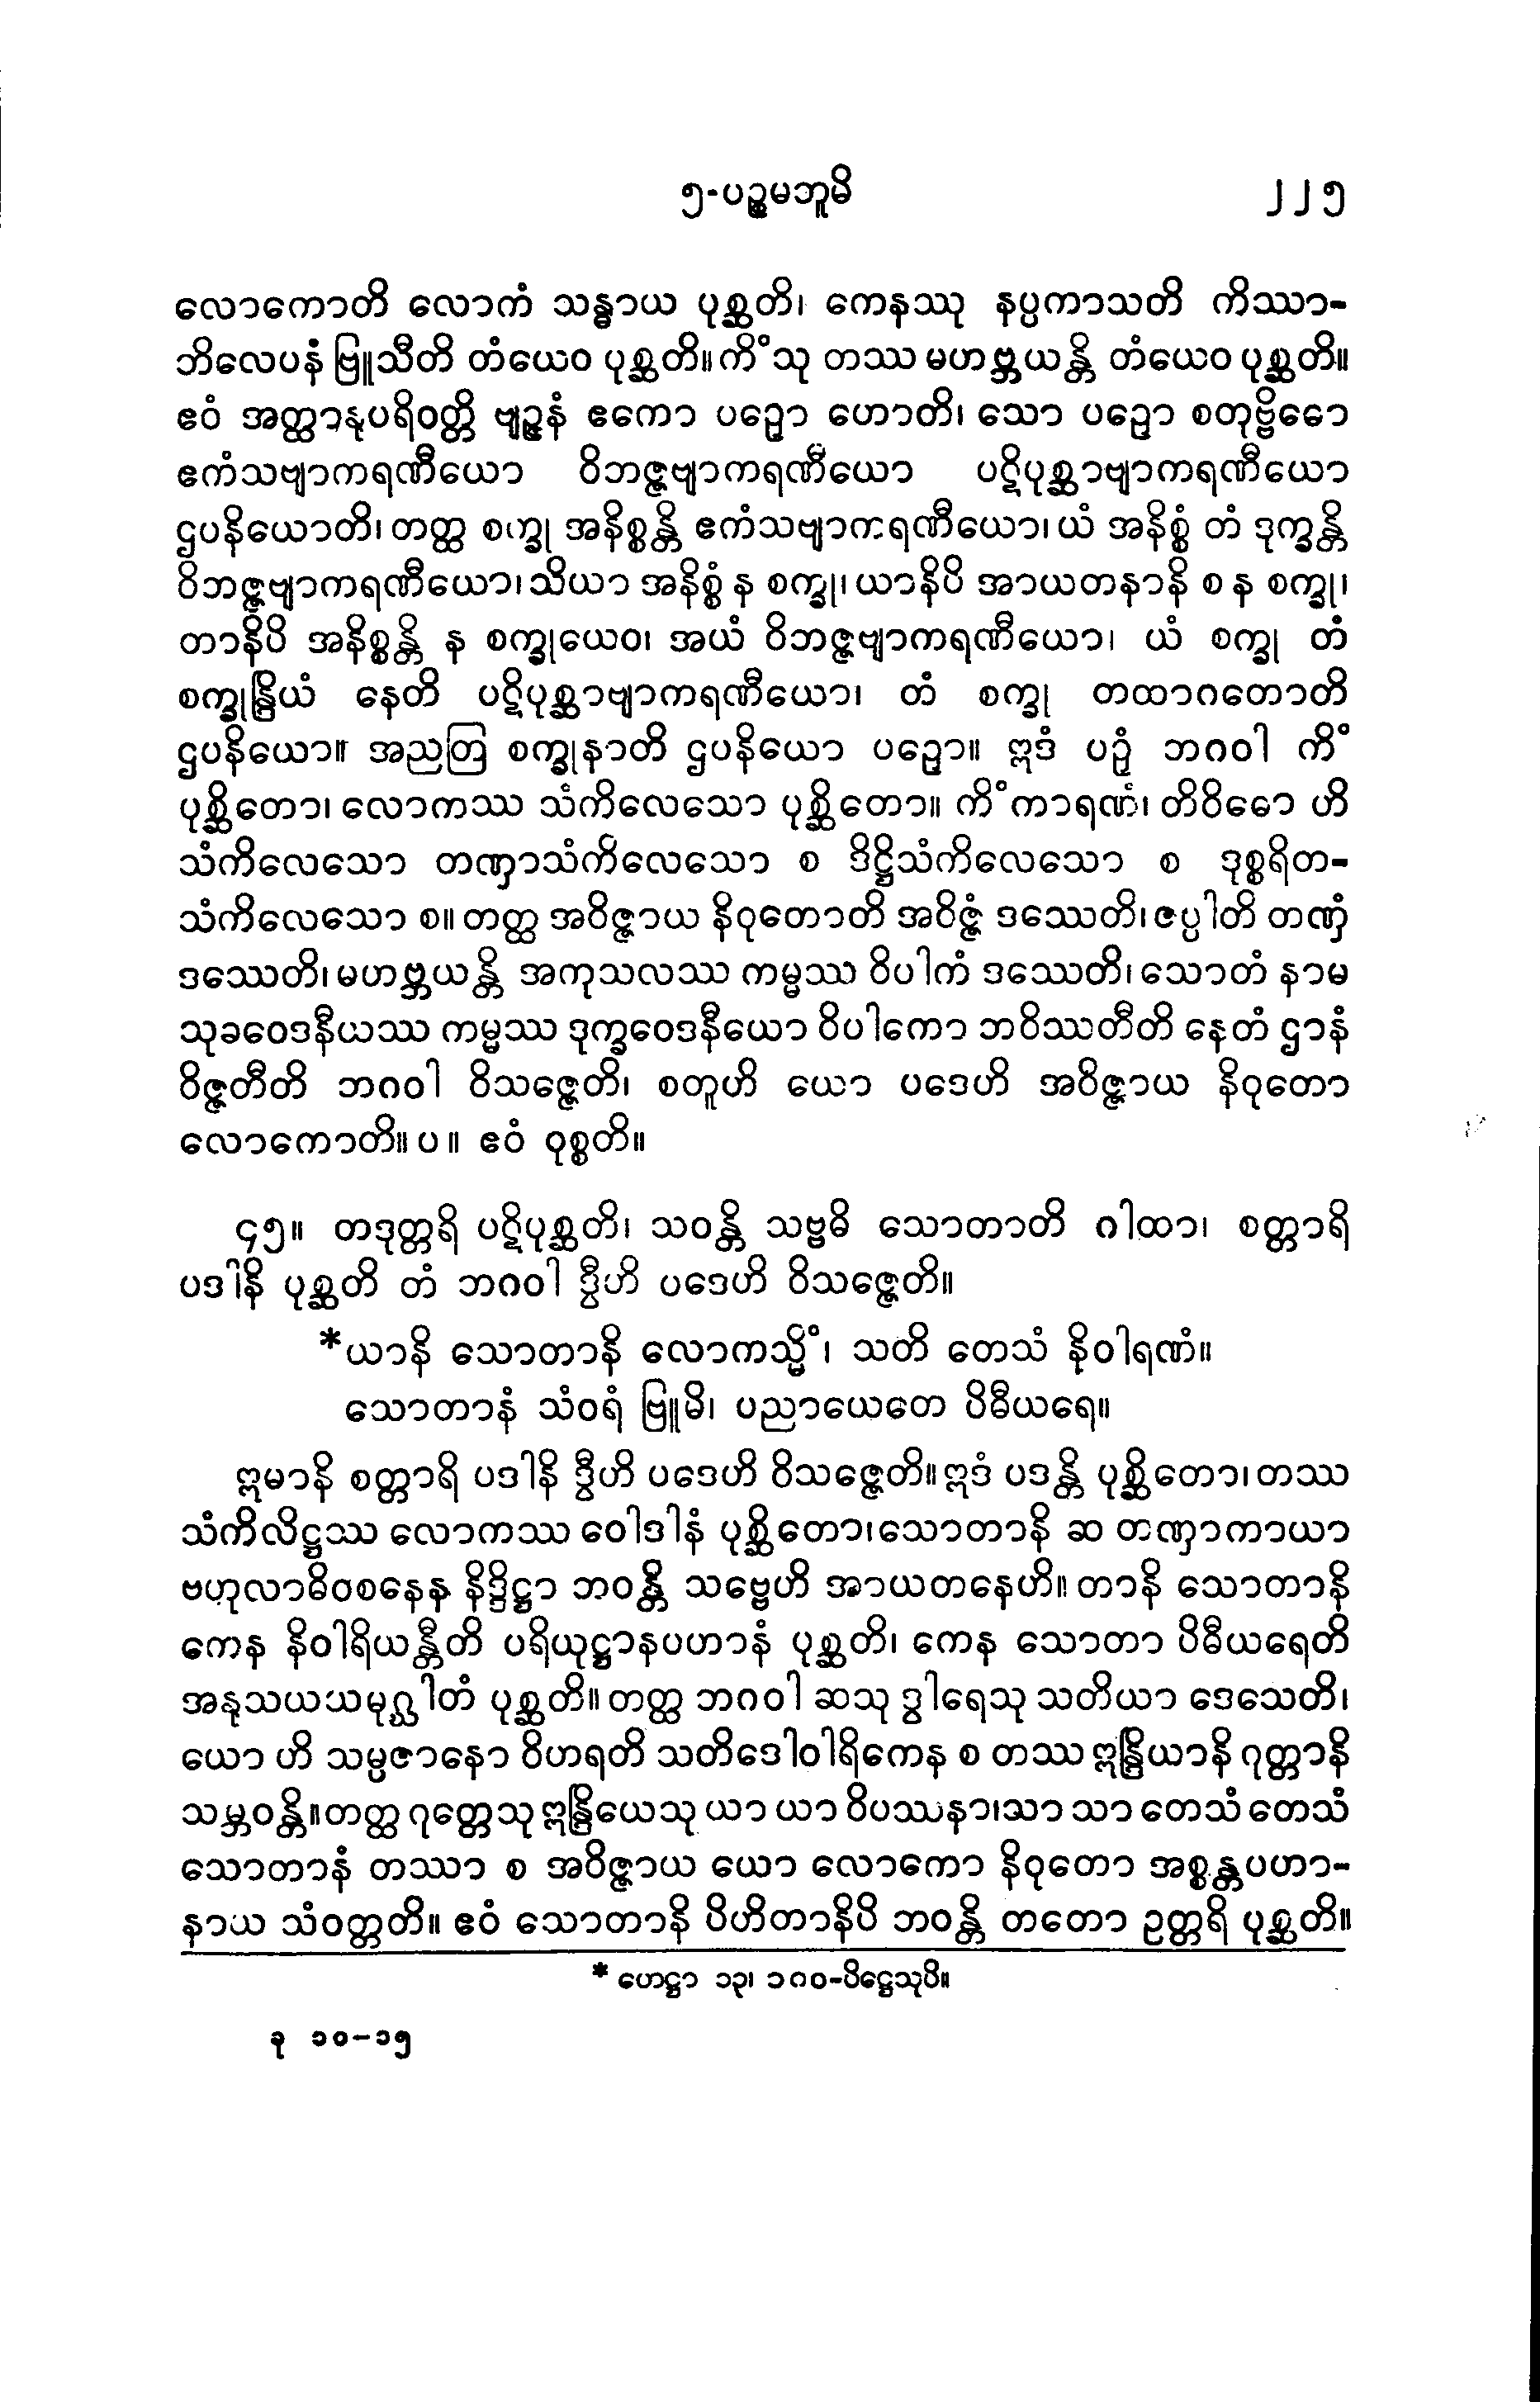 ၅-ပဉ္စမဘူမိ ၂၂၅
လောကောတိ လောကံ သန္ဓာယ ပုစ္ဆတိ၊ ကေနဿု နပ္ပကာသတိ ကိဿာ-
ဘိလေပနံ ဗြူသီတိ တံယေဝ ပုစ္ဆတိ။ ကိံသု တဿ မဟဗ္ဘယန္တိ တံယေဝ ပုစ္ဆတိ။
ဧဝံ အတ္ထာနုပရိဝတ္တိ ဗျဉ္ဇနံ ဧကော ပဉှော ဟောတိ၊ သော ပဉှော စတုဗ္ဗိဓော
ဧကံသဗျာကရဏီယော ဝိဘဇ္ဇဗျာကရဏီယော ပဋိပုစ္ဆာဗျာကရဏီယော
ဌပနိယောတိ၊ တတ္ထ စက္ခု အနိစ္စန္တိ ဧကံသဗျာကရဏီယော၊ ယံ အနိစ္စံ တံ ဒုက္ခန္တိ
ဝိဘဇ္ဇဗျာကရဏီယော၊ သိယာ အနိစ္စံ န စက္ခု၊ ယာနိပိ အာယတနာနိ စ န စက္ခု၊
တာနိပိ အနိစ္စန္တိ န စက္ခုယေဝ၊ အယံ ဝိဘဇ္ဇဗျာကရဏီယော၊ ယံ စက္ခု တံ
စက္ခုန္ဒြိယံ နေတိ ပဋိပုစ္ဆာဗျာကရဏီယော၊ တံ စက္ခု တထာဂတောတိ
ဌပနိယော။ အညတြ စက္ခုနာတိ ဌပနိယော ပဉှော။ ဣဒံ ပဉှံ ဘဂဝါ ကိံ
ပုစ္ဆိတော၊ လောကဿ သံကိလေသော ပုစ္ဆိတော။ ကိံကာရဏံ၊ တိဝိဓော ဟိ
သံကိလေသော တဏှာသံကိလေသော စ ဒိဋ္ဌိသံကိလေသော စ ဒုစ္စရိတ-
သံကိလေသော စ။ တတ္ထ အဝိဇ္ဇာယ နိဝုတောတိ အဝိဇ္ဇံ ဒဿေတိ၊ ဇပ္ပါတိ တဏှံ
ဒဿေတိ၊ မဟဗ္ဘယန္တိ အကုသလဿ ကမ္မဿ ဝိပါကံ ဒဿေတိ၊ သောတံ နာမ
သုခဝေဒနီယဿ ကမ္မဿ ဒုက္ခဝေဒနီယော ဝိပါကော ဘဝိဿတီတိ နေတံ ဌာနံ
ဝိဇ္ဇတီတိ ဘဂဝါ ဝိသဇ္ဇေတိ၊ စတူဟိ ယော ပဒေဟိ အဝိဇ္ဇာယ နိဝုတော
လောကောတိ။ ပ ။ ဧဝံ ဝုစ္စတိ။
၄၅။ တဒုတ္တရိ ပဋိပုစ္ဆတိ၊ သဝန္တိ သဗ္ဗဓိ သောတာတိ ဂါထာ၊ စတ္တာရိ
ပဒါနိ ပုစ္ဆတိ တံ ဘဂဝါ ဒွီဟိ ပဒေဟိ ဝိသဇ္ဇေတိ။
*ယာနိ သောတာနိ လောကသ္မိံ၊ သတိ တေသံ နိဝါရဏံ။
သောတာနံ သံဝရံ ဗြူမိ၊ ပညာယေတေ ပိဓီယရေ။
ဣမာနိ စတ္တာရိ ပဒါနိ ဒွီဟိ ပဒေဟိ ဝိသဇ္ဇေတိ။ ဣဒံ ပဒန္တိ ပုစ္ဆိတော၊ တဿ
သံကိလိဋ္ဌဿ လောကဿ ဝေါဒါနံ ပုစ္ဆိတော၊ သောတာနိ ဆ တဏှာကာယာ
ဗဟုလာဓိဝစနေန နိဒ္ဒိဋ္ဌာ ဘဝန္တိ သဗ္ဗေဟိ အာယတနေဟိ။ တာနိ သောတာနိ
ကေန နိဝါရိယန္တီတိ ပရိယုဋ္ဌာနပဟာနံ ပုစ္ဆတိ၊ ကေန သောတာ ပိဓီယရေတိ
အနုသယသမုဂ္ဃါတံ ပုစ္ဆတိ။ တတ္ထ ဘဂဝါ ဆသု ဒွါရေသု သတိယာ ဒေသေတိ၊
ယော ဟိ သမ္ပဇာနော ဝိဟရတိ သတိဒေါဝါရိကေန စ တဿ ဣန္ဒြိယာနိ ဂုတ္တာနိ
သမ္ဘဝန္တိ။ တတ္ထ ဂုတ္တေသု ဣန္ဒြိယေသု ယာ ယာ ဝိပဿနာ၊ သာ သာ တေသံ တေသံ
သောတာနံ တဿာ စ အဝိဇ္ဇာယ ယော လောကော နိဝုတော အစ္စန္တပဟာ-
နာယ သံဝတ္တတိ။ ဧဝံ သောတာနိ ပိဟိတာနိပိ ဘဝန္တိ တတော ဥတ္တရိ ပုစ္ဆတိ။
* ဟေဋ္ဌာ ၁၃၊ ၁၈၀-ပိဋ္ဌေသုပိ။
ခု ၁၀-၁၅